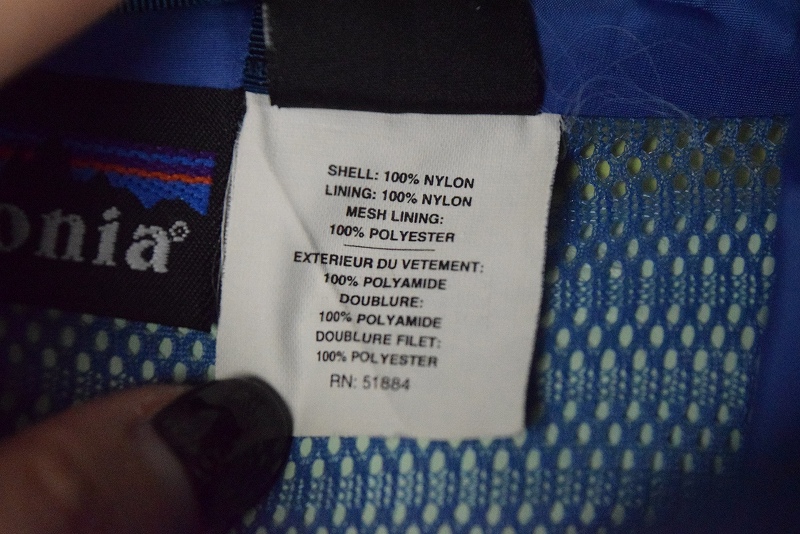 onia®
SHELL: 100% NYLON
LINING: 100% NYLON
MESH LINING:
100% POLYESTER
EXTERIEUR DU VETEMENT:
100% POLYAMIDE
DOUBLURE:
100% POLYAMIDE
DOUBLURE FILET:
100% POLYESTER
RN: 51884